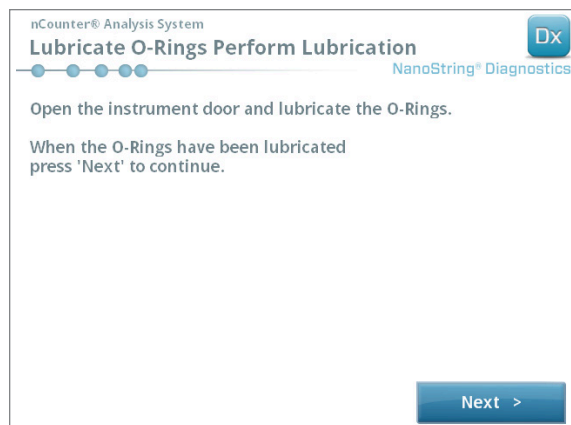 nCounter® Analysis System
Lubricate O-Rings Perform Lubrication
Dx
NanoString® Diagnostics
Open the instrument door and lubricate the O-Rings.
When the O-Rings have been lubricated
press 'Next' to continue.
Next >